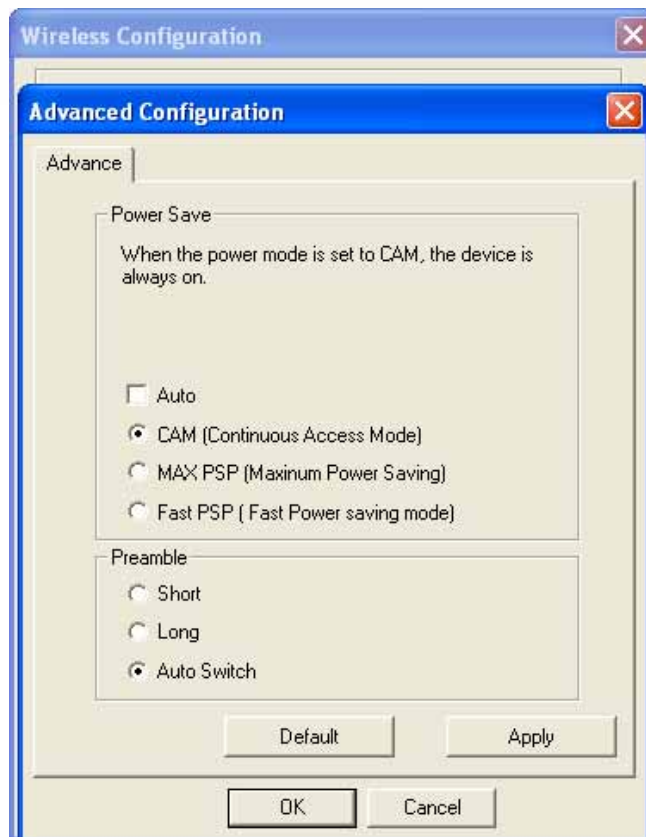 Wireless Configuration
Advanced Configuration
Advance
Power Save
When the power mode is set to CAM, the device is
always on.
Auto
CAM (Continuous Access Mode)
MAX PSP (Maxinum Power Saving)
Fast PSP ( Fast Power saving mode)
Preamble
Short
Long
Auto Switch
Default
Apply
OK
Cancel